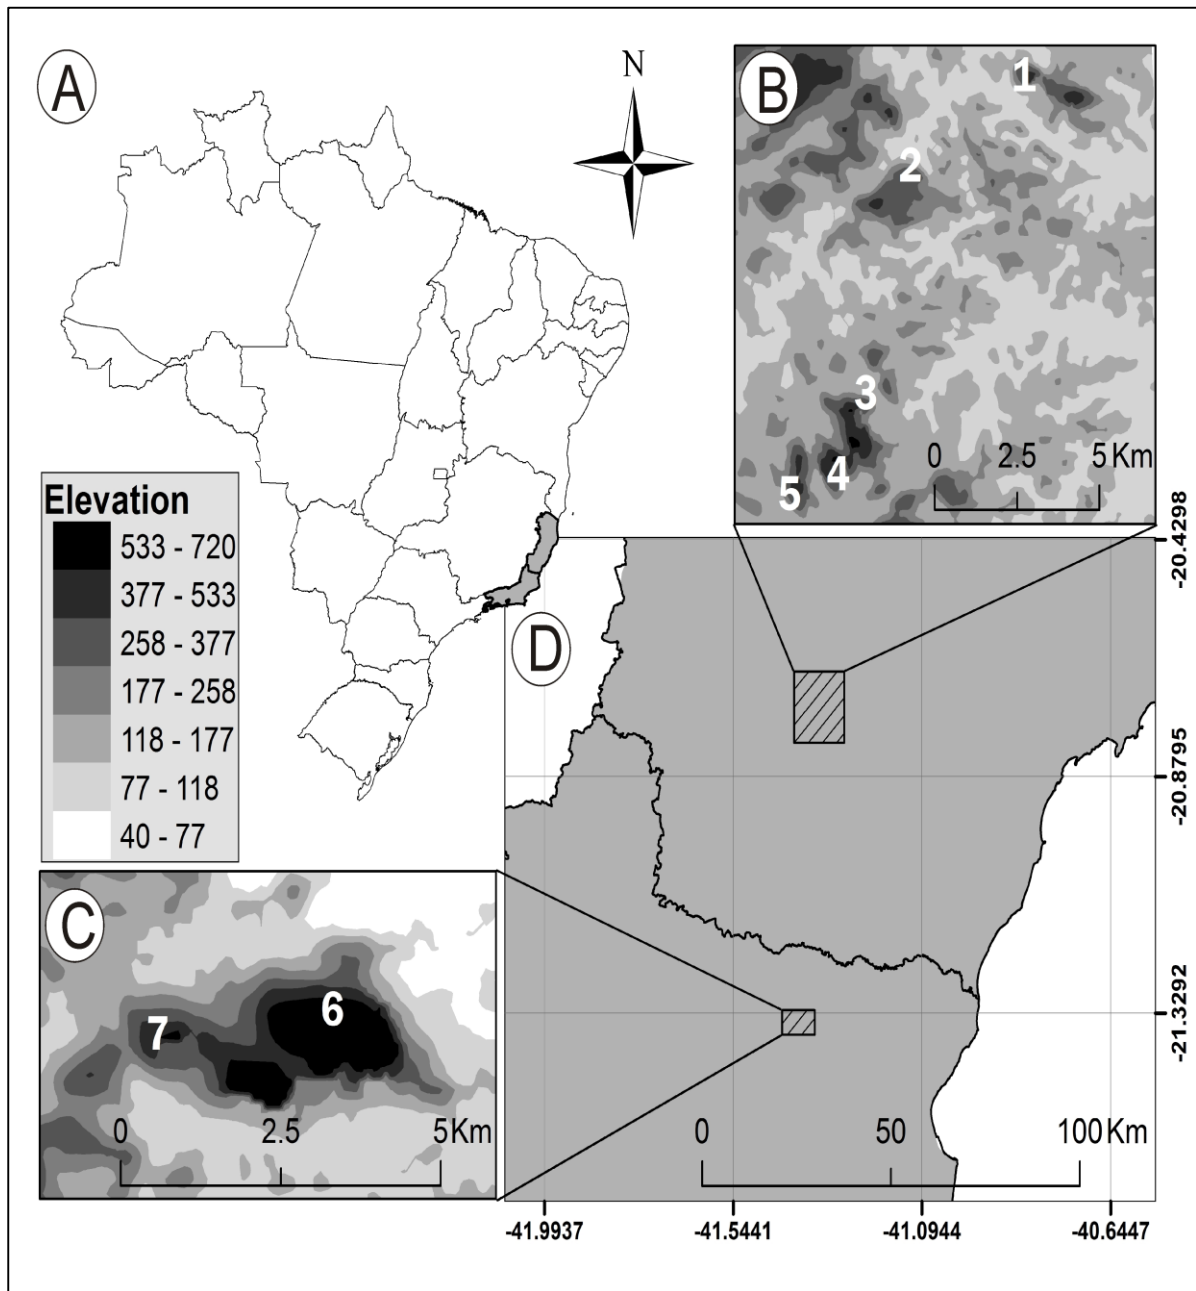 A
N
B
1
2
3
4
5
0 2.5 5 Km
Elevation
533 - 720
377 - 533
258 - 377
177 - 258
118 - 177
77 - 118
40 - 77
D
-20.4298
-20.8795
-21.3292
C
6
7
0 2.5 5 Km
0 50 100 Km
-41.9937 -41.5441 -41.0944 -40.6447